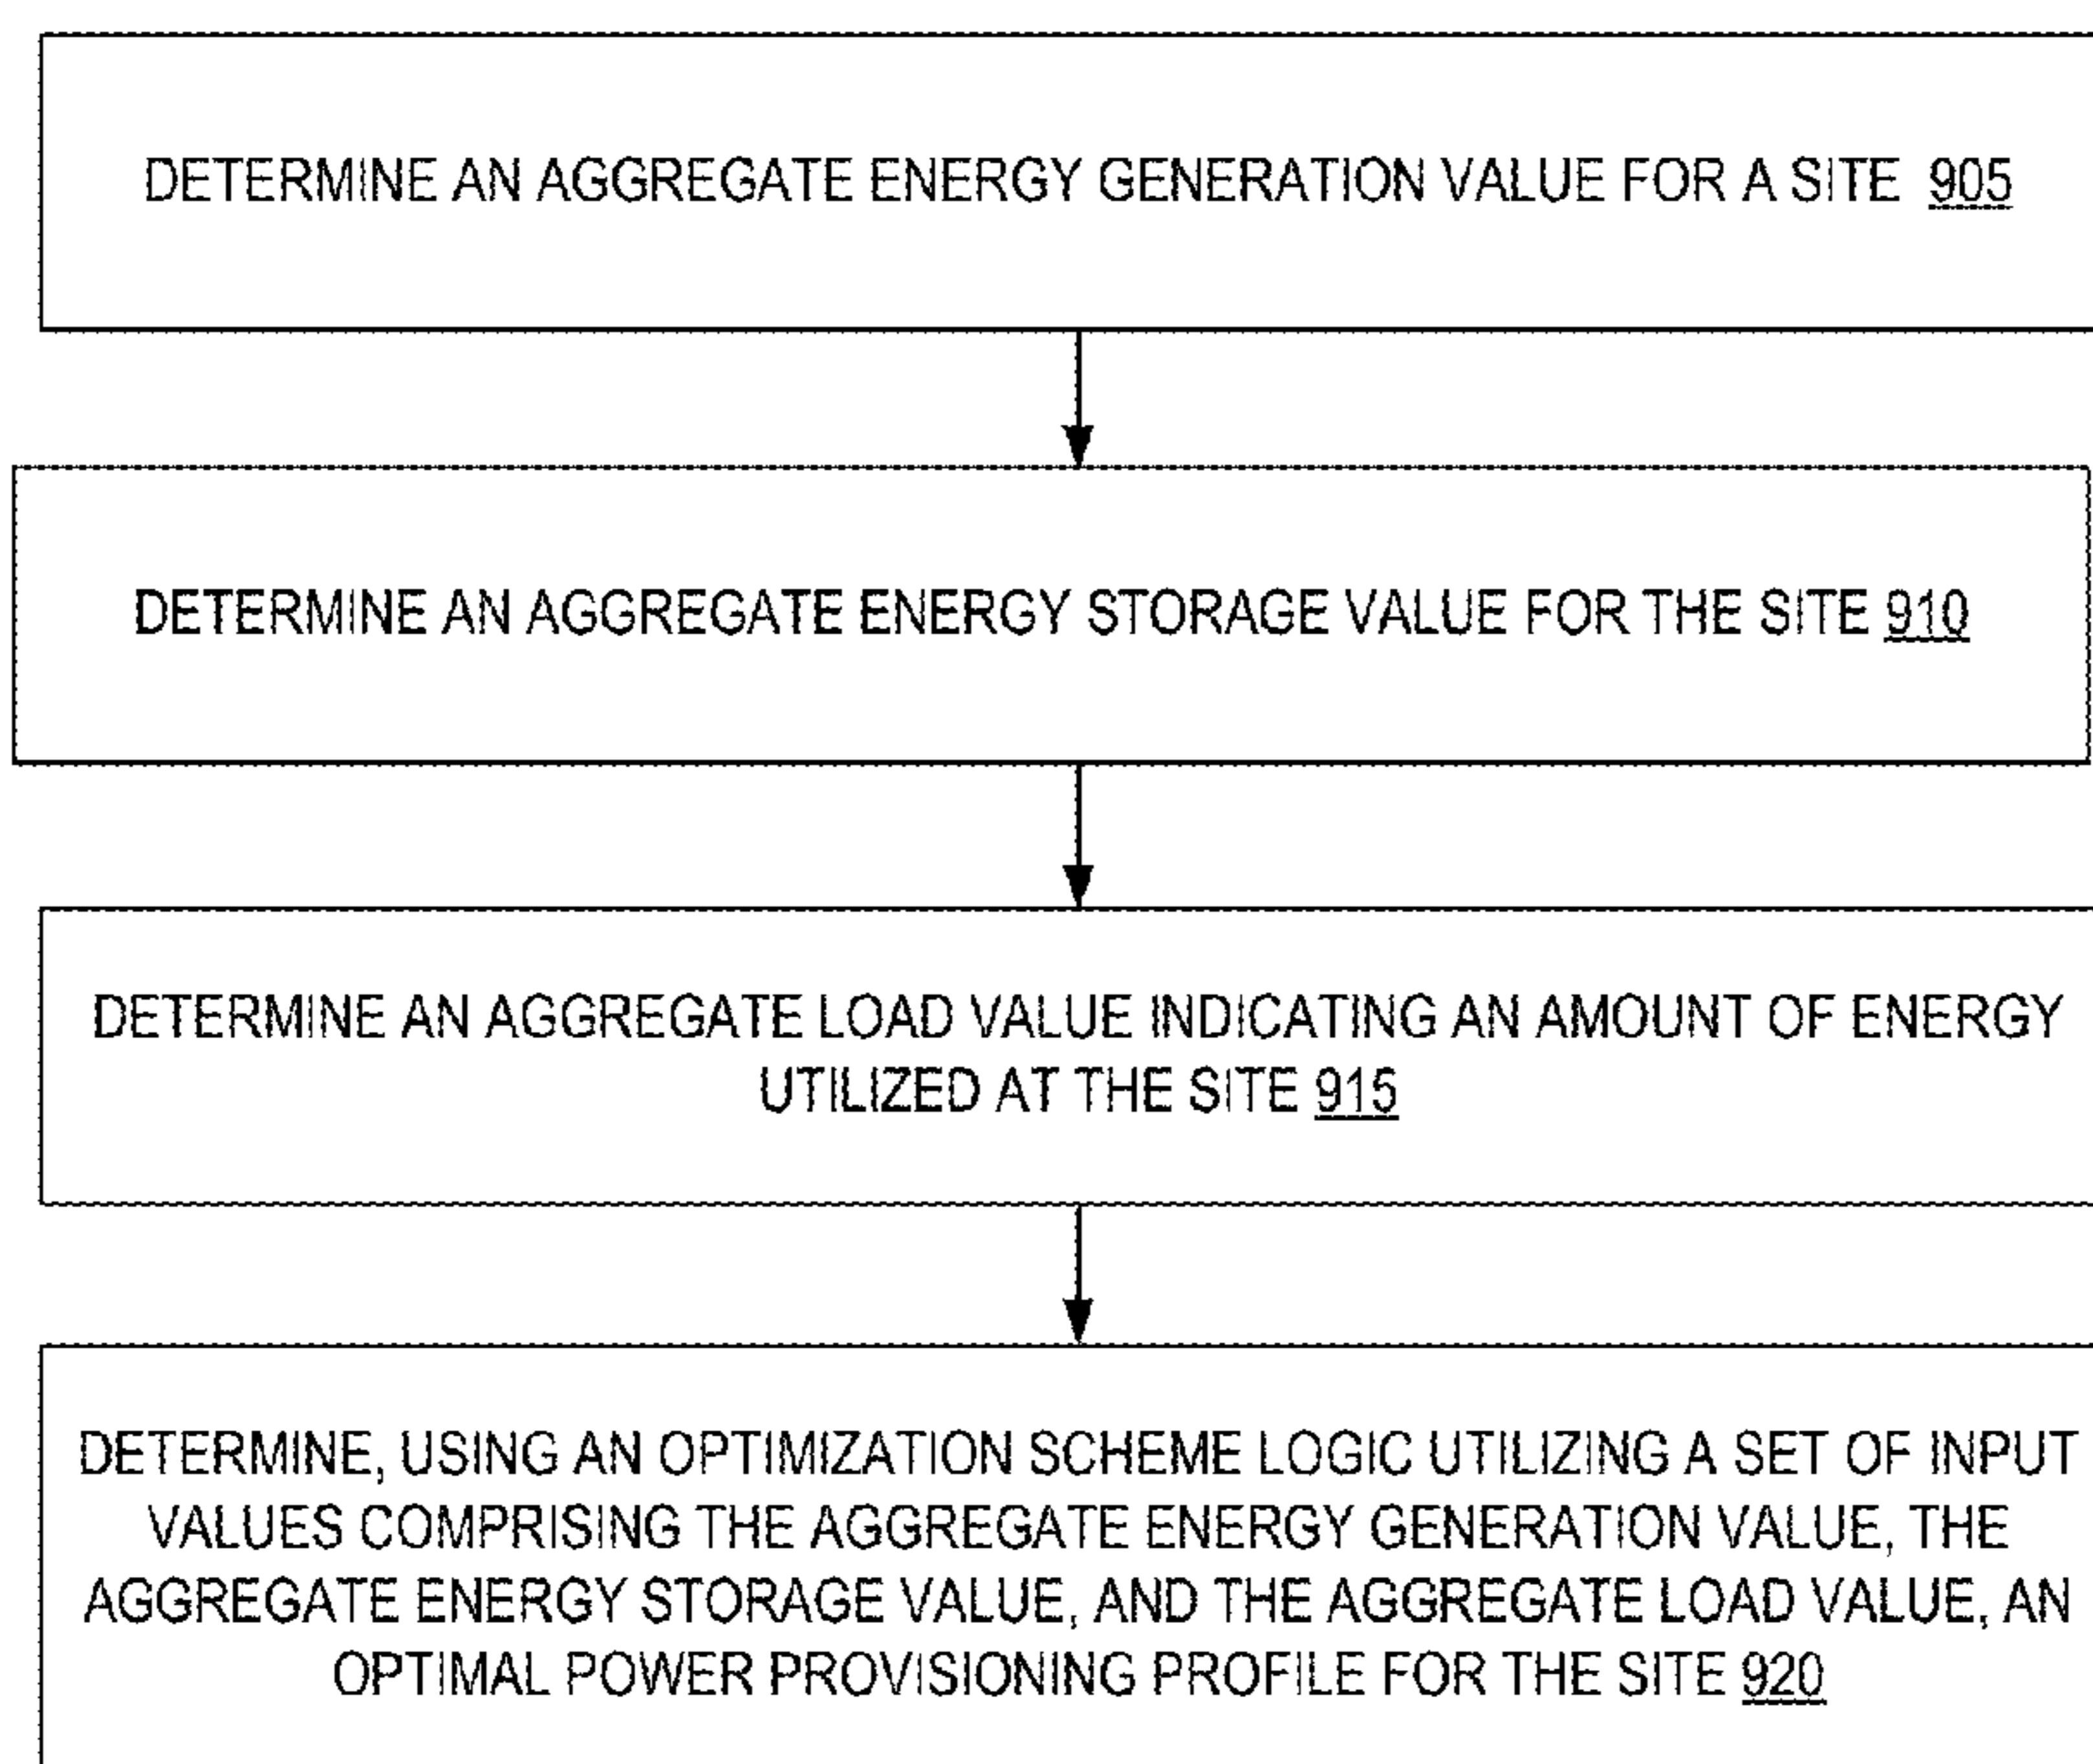 DETERMINE AN AGGREGATE ENERGY GENERATION VALUE FOR A SITE 905
DETERMINE AN AGGREGATE ENERGY STORAGE VALUE FOR THE SITE 910
DETERMINE AN AGGREGATE LOAD VALUE INDICATING AN AMOUNT OF ENERGY
UTILIZED AT THE SITE 915
DETERMINE, USING AN OPTIMIZATION SCHEME LOGIC UTILIZING A SET OF INPUT
VALUES COMPRISING THE AGGREGATE ENERGY GENERATION VALUE, THE
AGGREGATE ENERGY STORAGE VALUE, AND THE AGGREGATE LOAD VALUE, AN
OPTIMAL POWER PROVISIONING PROFILE FOR THE SITE 920